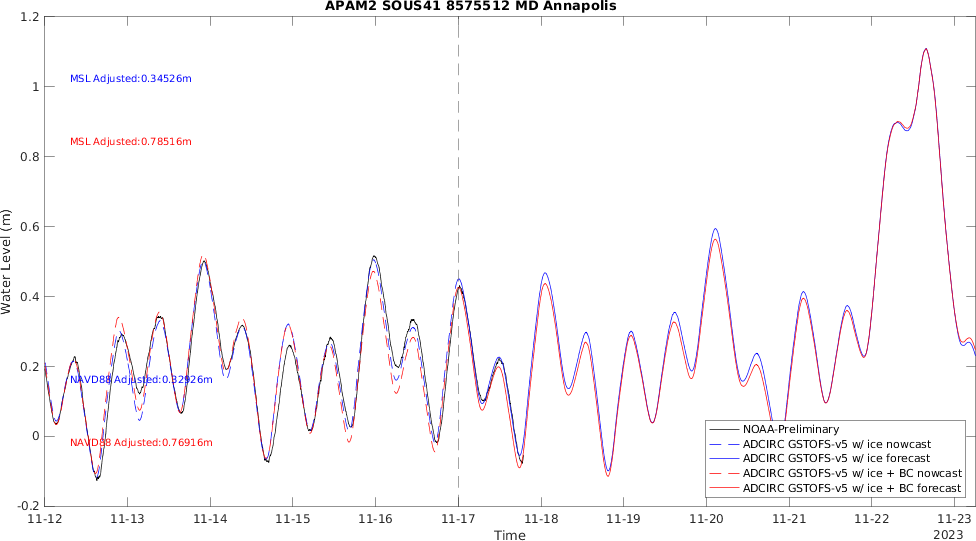 APAM2 SOUS41 8575512 MD Annapolis
1.2
1
0.8
0.6
0.4
0.2
0
-0.2
Water Level (m)
MSL Adjusted:0.34526m
MSL Adjusted:0.78516m
NAVD88 Adjusted:0.32926m
NAVD88 Adjusted:0.76916m
NOAA-Preliminary
ADCIRC GSTOFS-v5 w/ ice nowcast
ADCIRC GSTOFS-v5 w/ ice forecast
ADCIRC GSTOFS-v5 w/ ice + BC nowcast
ADCIRC GSTOFS-v5 w/ ice + BC forecast
11-12 11-13 11-14 11-15 11-16 11-17 11-18 11-19 11-20 11-21 11-22 11-23
Time
2023